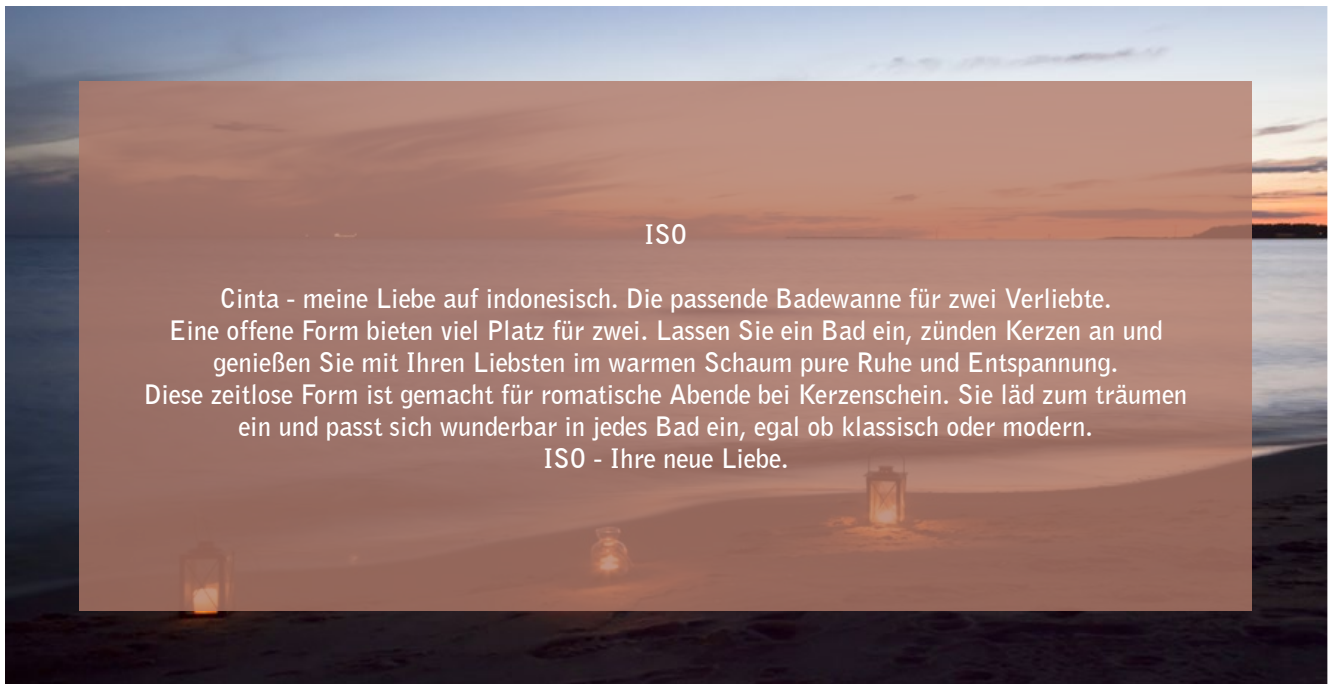 ISO
Cinta - meine Liebe auf indonesisch. Die passende Badewanne für zwei Verliebte.
Eine offene Form bieten viel Platz für zwei. Lassen Sie ein Bad ein, zünden Kerzen an und
genießen Sie mit Ihren Liebsten im warmen Schaum pure Ruhe und Entspannung.
Diese zeitlose Form ist gemacht für romatische Abende bei Kerzenschein. Sie läd zum träumen
ein und passt sich wunderbar in jedes Bad ein, egal ob klassisch oder modern.
ISO - Ihre neue Liebe.